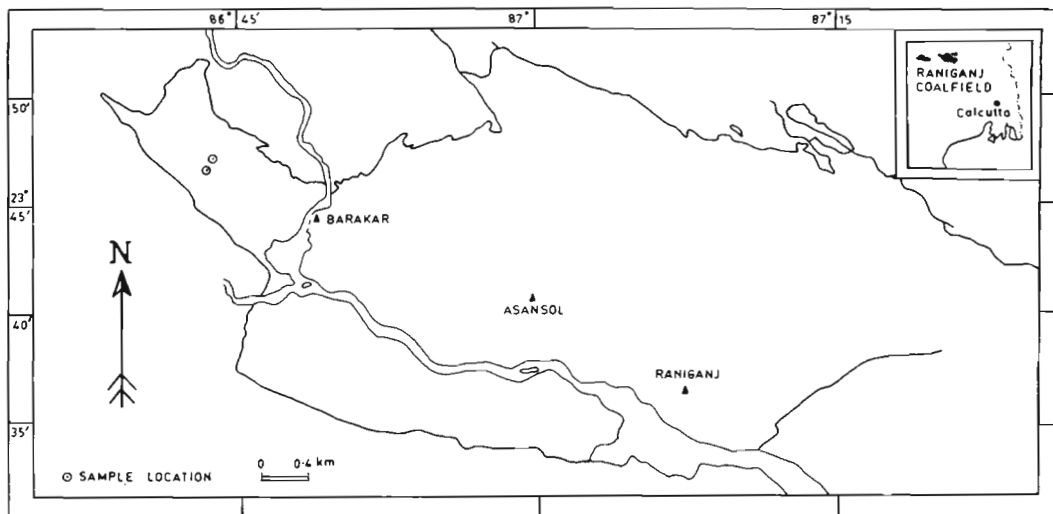 86° 45'
87°
87° 15
50'
23°
45'
40'
35'
RANIGANJ
COALFIELD
Calcutta
BARAKAR
N
ASANSOL
RANIGANJ
SAMPLE LOCATION
0 0·4 km